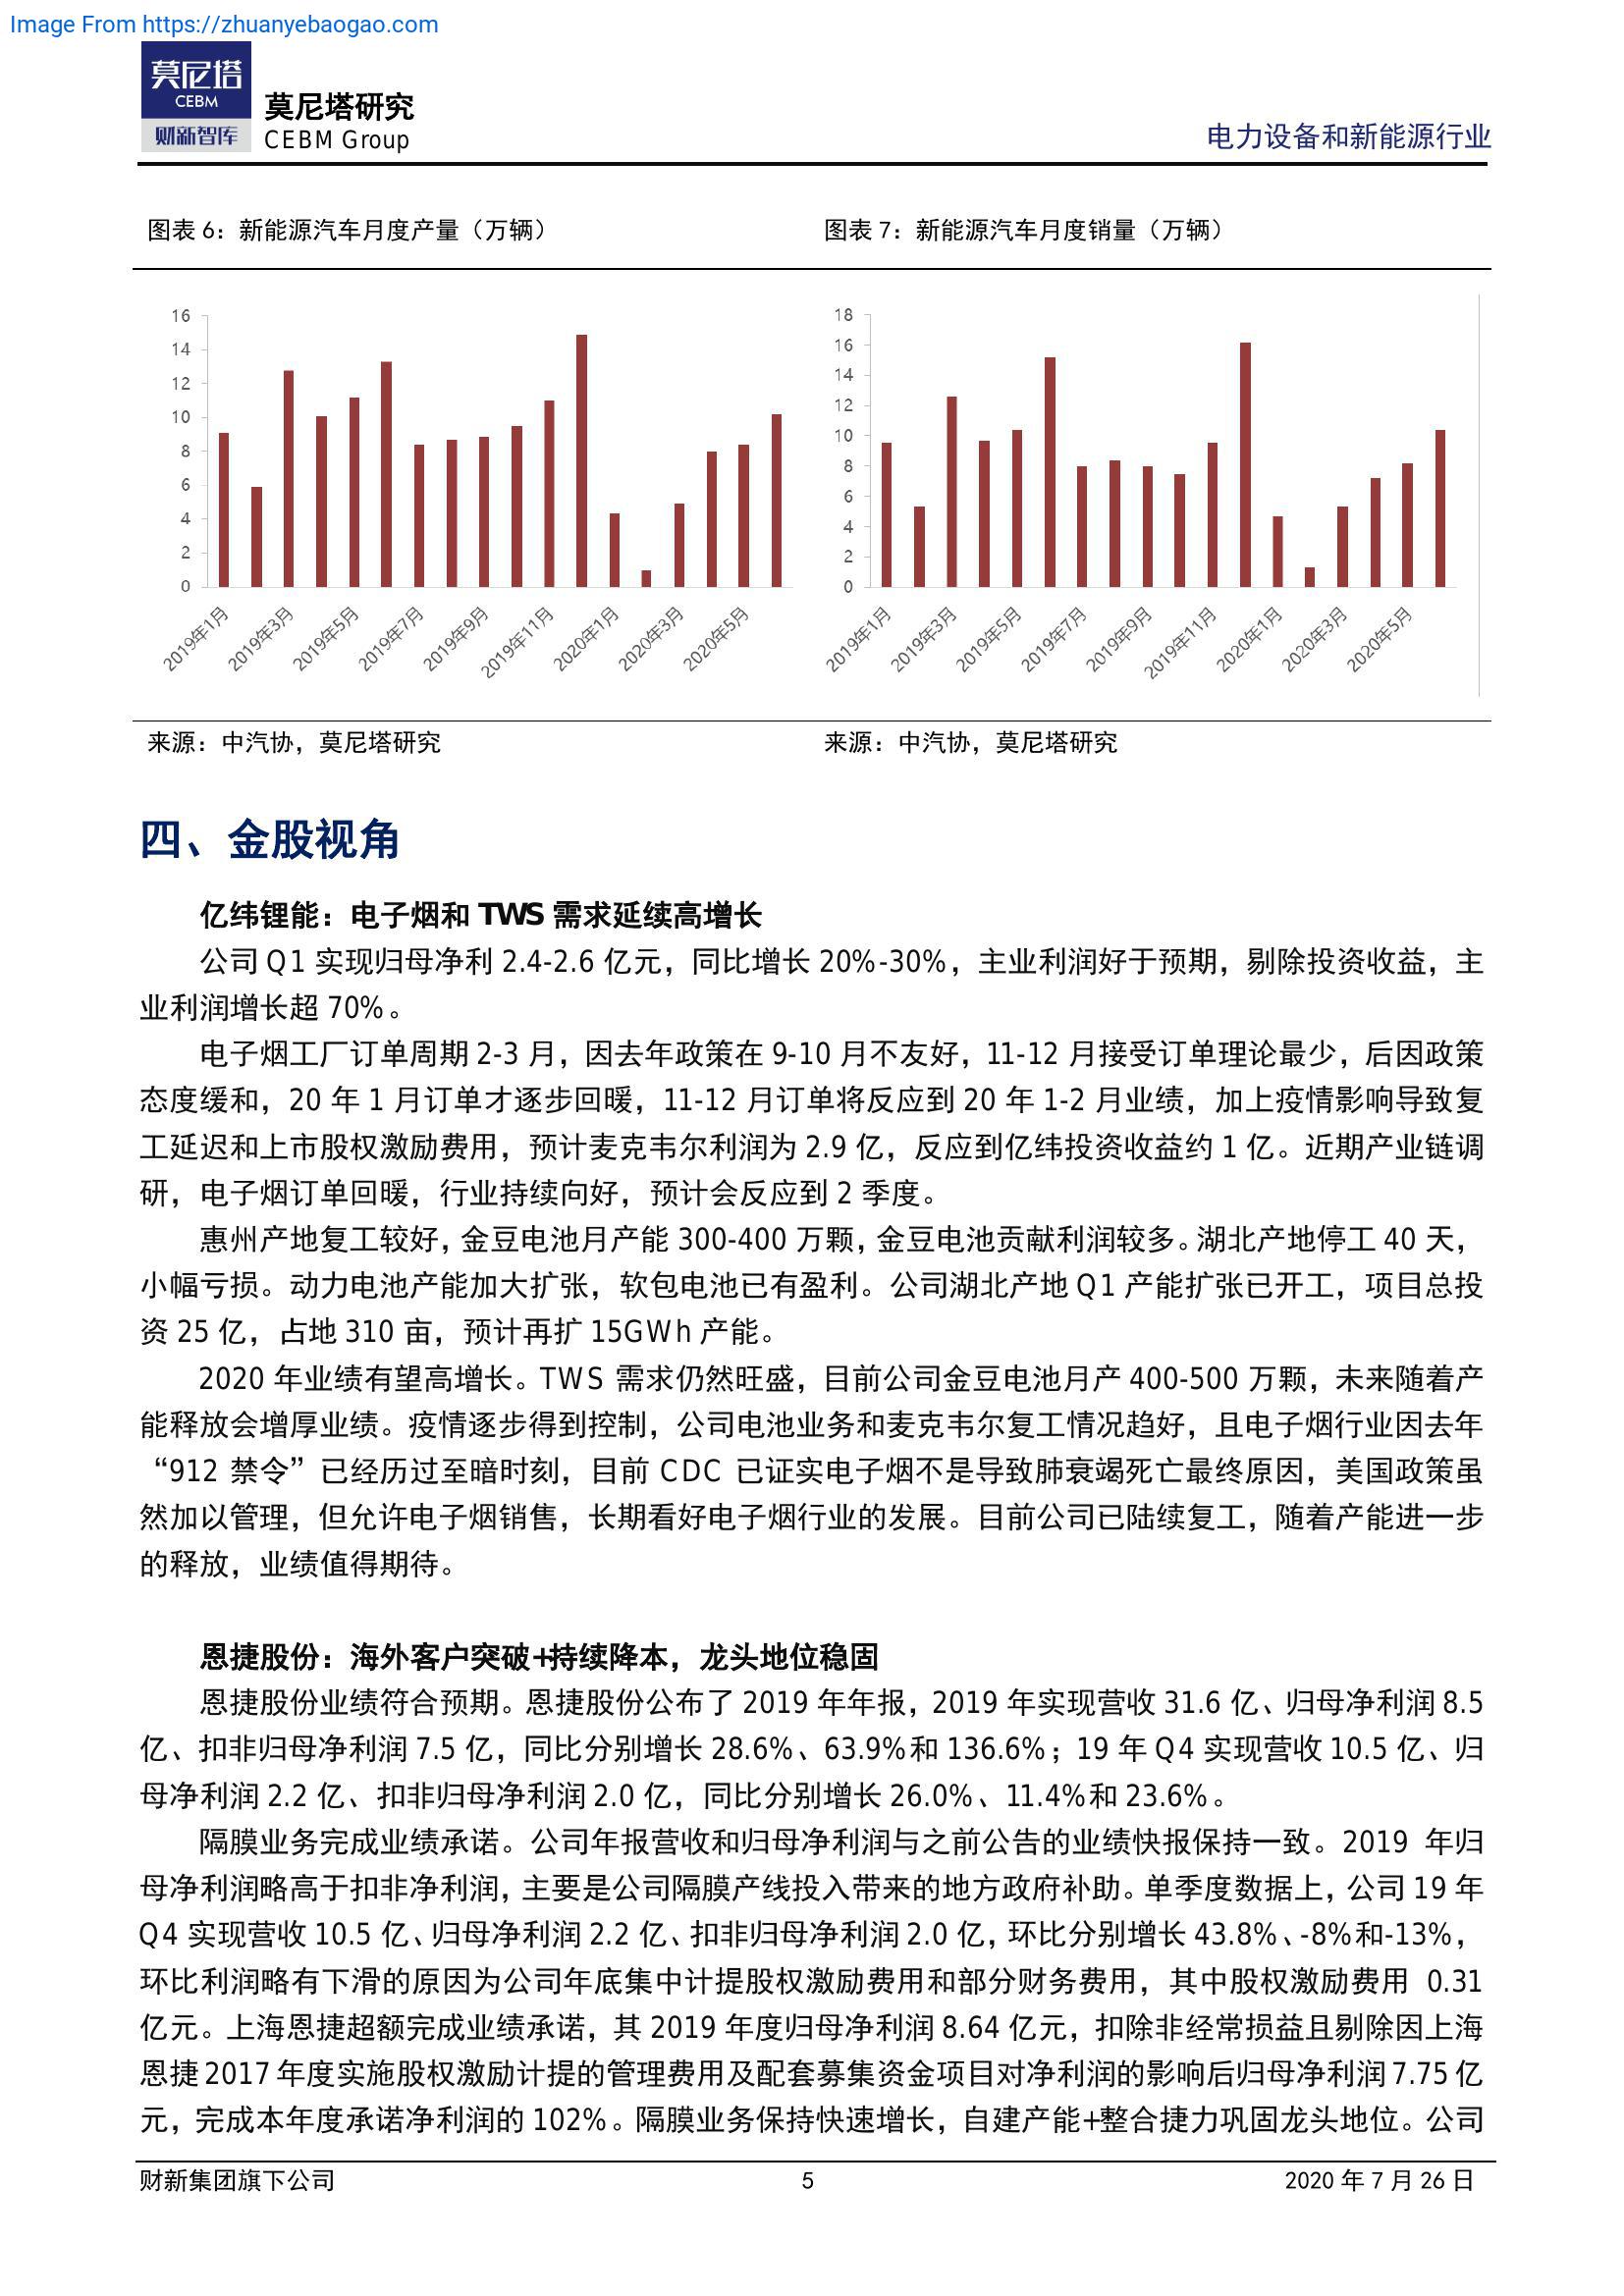 Image From https://zhuanyebaogao.com
莫尼塔
CEBM
财新智库
莫尼塔研究
CEBM Group
电力设备和新能源行业
图表 6：新能源汽车月度产量（万辆）
图表 7：新能源汽车月度销量（万辆）
16
14
12
10
8
6
4
2
0
2019年1月
2019年3月
2019年5月
2019年7月
2019年9月
2019年11月
2020年1月
2020年3月
2020年5月
18
16
14
12
10
8
6
4
2
0
2019年1月
2019年3月
2019年5月
2019年7月
2019年9月
2019年11月
2020年1月
2020年3月
2020年5月
来源：中汽协，莫尼塔研究
来源：中汽协，莫尼塔研究
四、金股视角
亿纬锂能：电子烟和 TWS 需求延续高增长
公司 Q1 实现归母净利 2.4-2.6 亿元，同比增长 20%-30%，主业利润好于预期，剔除投资收益，主
业利润增长超 70%。
电子烟工厂订单周期 2-3 月，因去年政策在 9-10 月不友好，11-12 月接受订单理论最少，后因政策
态度缓和，20 年 1 月订单才逐步回暖，11-12 月订单将反应到 20 年 1-2 月业绩，加上疫情影响导致复
工延迟和上市股权激励费用，预计麦克韦尔利润为 2.9 亿，反应到亿纬投资收益约 1 亿。近期产业链调
研，电子烟订单回暖，行业持续向好，预计会反应到 2 季度。
惠州产地复工较好，金豆电池月产能 300-400 万颗，金豆电池贡献利润较多。湖北产地停工 40 天，
小幅亏损。动力电池产能加大扩张，软包电池已有盈利。公司湖北产地 Q1 产能扩张已开工，项目总投
资 25 亿，占地 310 亩，预计再扩 15GWh 产能。
2020 年业绩有望高增长。TWS 需求仍然旺盛，目前公司金豆电池月产 400-500 万颗，未来随着产
能释放会增厚业绩。疫情逐步得到控制，公司电池业务和麦克韦尔复工情况趋好，且电子烟行业因去年
“912 禁令”已经历过至暗时刻，目前 CDC 已证实电子烟不是导致肺衰竭死亡最终原因，美国政策虽
然加以管理，但允许电子烟销售，长期看好电子烟行业的发展。目前公司已陆续复工，随着产能进一步
的释放，业绩值得期待。
恩捷股份：海外客户突破+持续降本，龙头地位稳固
恩捷股份业绩符合预期。恩捷股份公布了 2019 年年报，2019 年实现营收 31.6 亿、归母净利润 8.5
亿、扣非归母净利润 7.5 亿，同比分别增长 28.6%、63.9%和 136.6%；19 年 Q4 实现营收 10.5 亿、归
母净利润 2.2 亿、扣非归母净利润 2.0 亿，同比分别增长 26.0%、11.4%和 23.6%。
隔膜业务完成业绩承诺。公司年报营收和归母净利润与之前公告的业绩快报保持一致。2019 年归
母净利润略高于扣非净利润，主要是公司隔膜产线投入带来的地方政府补助。单季度数据上，公司 19 年
Q4 实现营收 10.5 亿、归母净利润 2.2 亿、扣非归母净利润 2.0 亿，环比分别增长 43.8%、-8%和-13%，
环比利润略有下滑的原因为公司年底集中计提股权激励费用和部分财务费用，其中股权激励费用 0.31
亿元。上海恩捷超额完成业绩承诺，其 2019 年度归母净利润 8.64 亿元，扣除非经常损益且剔除因上海
恩捷 2017 年度实施股权激励计提的管理费用及配套募集资金项目对净利润的影响后归母净利润 7.75 亿
元，完成本年度承诺净利润的 102%。隔膜业务保持快速增长，自建产能+整合捷力巩固龙头地位。公司
财新集团旗下公司
5
2020 年 7 月 26 日